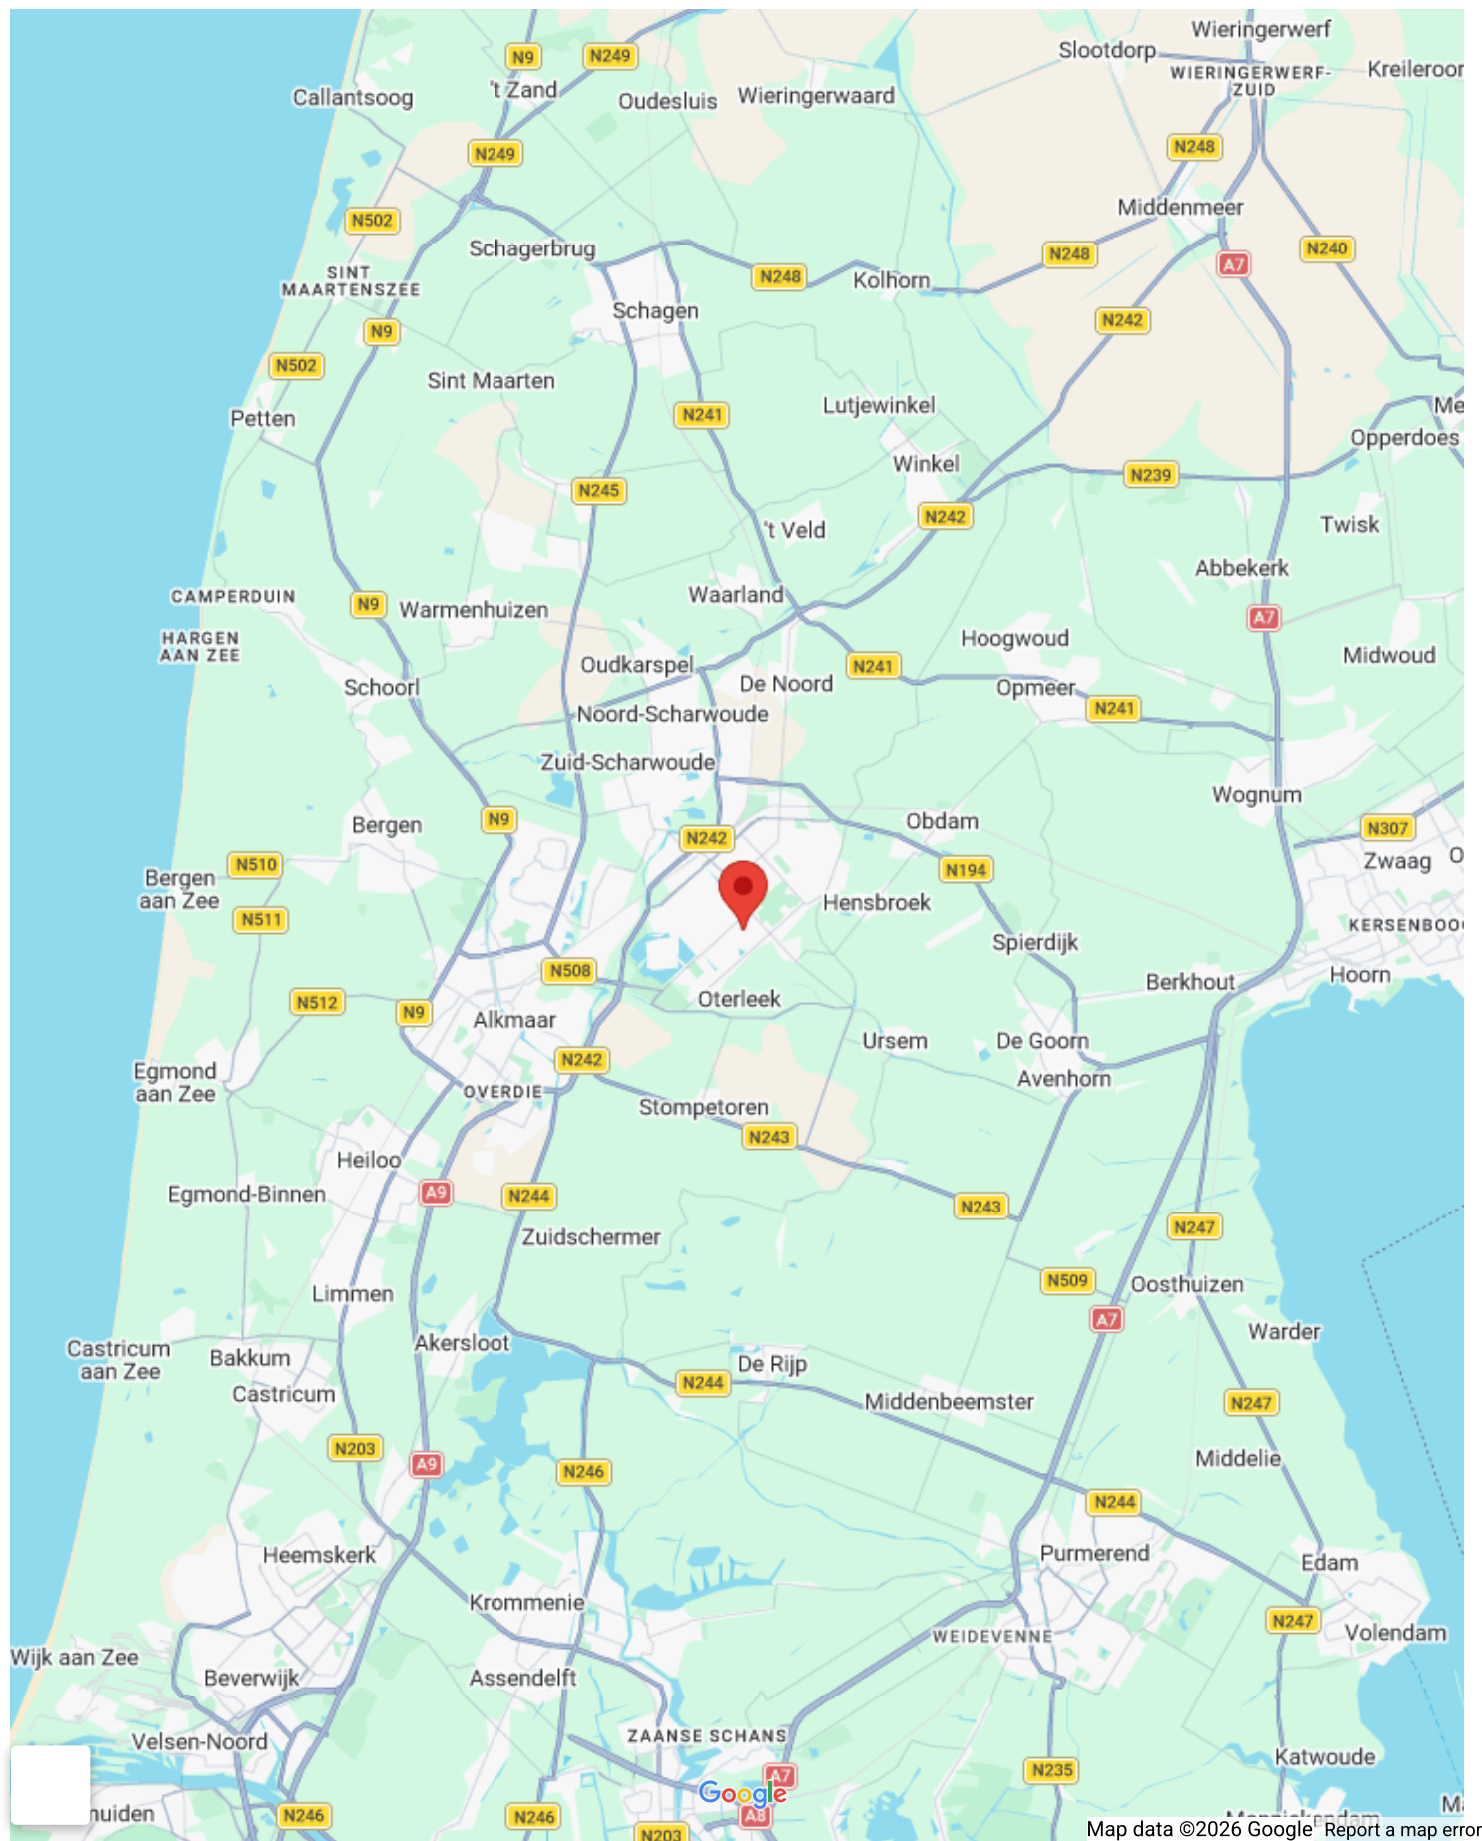 Wieringerwerf
Slootdorp
N9
N249
WIERINGERWERF-
ZUID
Kreileroor
't Zand
Callantsoog
Oudesluis
Wieringerwaard
N249
N248
N502
Middenmeer
Schagerbrug
N248
N248
N240
A7
SINT
MAARTENSZEE
Kolhorn
Schagen
N242
N9
N502
Sint Maarten
Lutjewinkel
Me
Petten
N241
Opperdoes
Winkel
N239
N245
N242
Twisk
't Veld
Abbekerk
CAMPERDUIN
Waarland
N9
Warmenhuizen
A7
HARGEN
AAN ZEE
Hoogwoud
Midwoud
Oudkarspel
N241
De Noord
Schoorl
Opmeer
N241
Noord-Scharwoude
Zuid-Scharwoude
Wognum
N9
Bergen
Obdam
N307
N242
Zwaag
O
N510
N194
Bergen
aan Zee
Hensbroek
N511
KERSENBOO
Spierdijk
N508
Hoorn
Berkhout
N512
Oterleek
N9
Alkmaar
Ursem
De Goorn
N242
Egmond
aan Zee
OVERDIE
Avenhorn
Stompetoren
N243
Heiloo
Egmond-Binnen
A9
N244
N243
N247
Zuidschermer
N509
Oosthuizen
Limmen
A7
Warder
Akersloot
Castricum
aan Zee
Bakkum
De Rijp
N244
Castricum
Middenbeemster
N247
N203
A9
N246
Middelie
N244
Heemskerk
Purmerend
Edam
Krommenie
N247
WEIDEVENNE
Volendam
Wijk aan Zee
Beverwijk
Assendelft
ZAANSE SCHANS
Velsen-Noord
Katwoude
N235
A7
Google
muiden
N246
N246
A8
N203
Monnickendam
Ma
Map data ©2026 Google
Report a map error